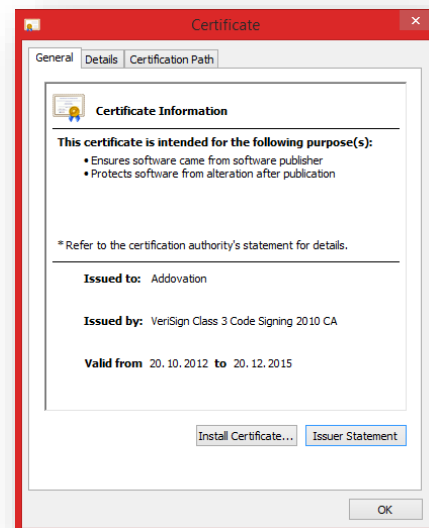 Certificate
General Details Certification Path
Certificate Information
This certificate is intended for the following purpose(s):
• Ensures software came from software publisher
• Protects software from alteration after publication
* Refer to the certification authority's statement for details.
Issued to: Addovation
Issued by: VeriSign Class 3 Code Signing 2010 CA
Valid from 20. 10. 2012 to 20. 12. 2015
Install Certificate... Issuer Statement
OK